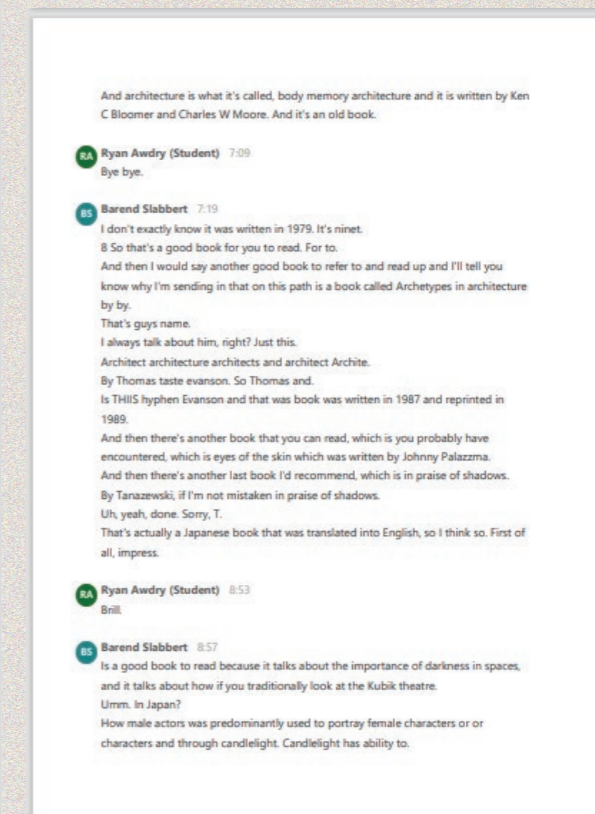 And architecture is what it's called, body memory architecture and it is written by Ken
C Bloomer and Charles W Moore. And it's an old book.
RA Ryan Awdry (Student) 7:09
Bye bye.
BS Barend Slabbert 7:19
I don't exactly know it was written in 1979. It's ninet.
8 So that's a good book for you to read. For to.
And then I would say another good book to refer to and read up and I'll tell you
know why I'm sending in that on this path is a book called Archetypes in architecture
by by.
That's guys name.
I always talk about him, right? Just this.
Architect architecture architects and architect Archite.
By Thomas taste evanson. So Thomas and.
Is THIIS hyphen Evanson and that was book was written in 1987 and reprinted in
1989.
And then there's another book that you can read, which is you probably have
encountered, which is eyes of the skin which was written by Johnny Palazzma.
And then there's another last book I'd recommend, which is in praise of shadows.
By Tanazewski, if I'm not mistaken in praise of shadows.
Uh, yeah, done. Sorry, T.
That's actually a Japanese book that was translated into English, so I think so. First of
all, impress.
RA Ryan Awdry (Student) 8:53
Brill.
BS Barend Slabbert 8:57
Is a good book to read because it talks about the importance of darkness in spaces,
and it talks about how if you traditionally look at the Kubik theatre.
Umm. In Japan?
How male actors was predominantly used to portray female characters or or
characters and through candlelight. Candlelight has ability to.